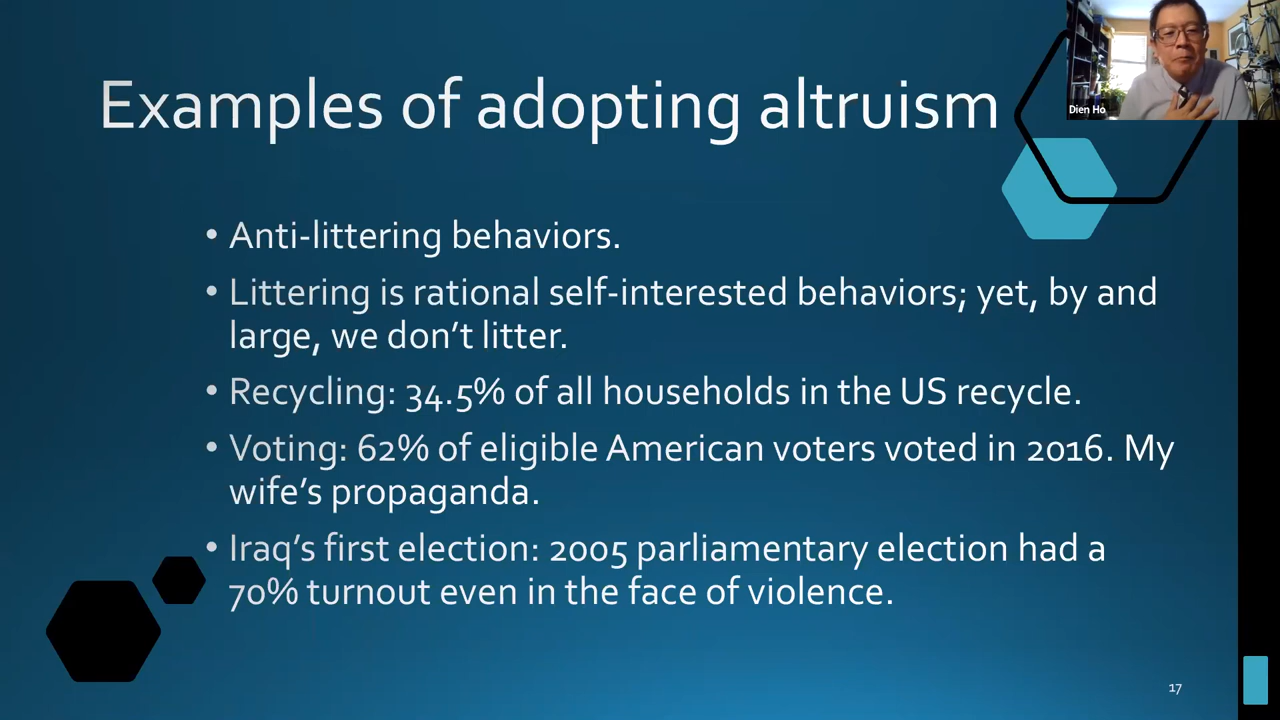 Examples of adopting altruism
Dien Ho
• Anti-littering behaviors.
• Littering is rational self-interested behaviors; yet, by and
large, we don't litter.
• Recycling: 34.5% of all households in the US recycle.
• Voting: 62% of eligible American voters voted in 2016. My
wife's propaganda.
• Iraq's first election: 2005 parliamentary election had a
70% turnout even in the face of violence.
17